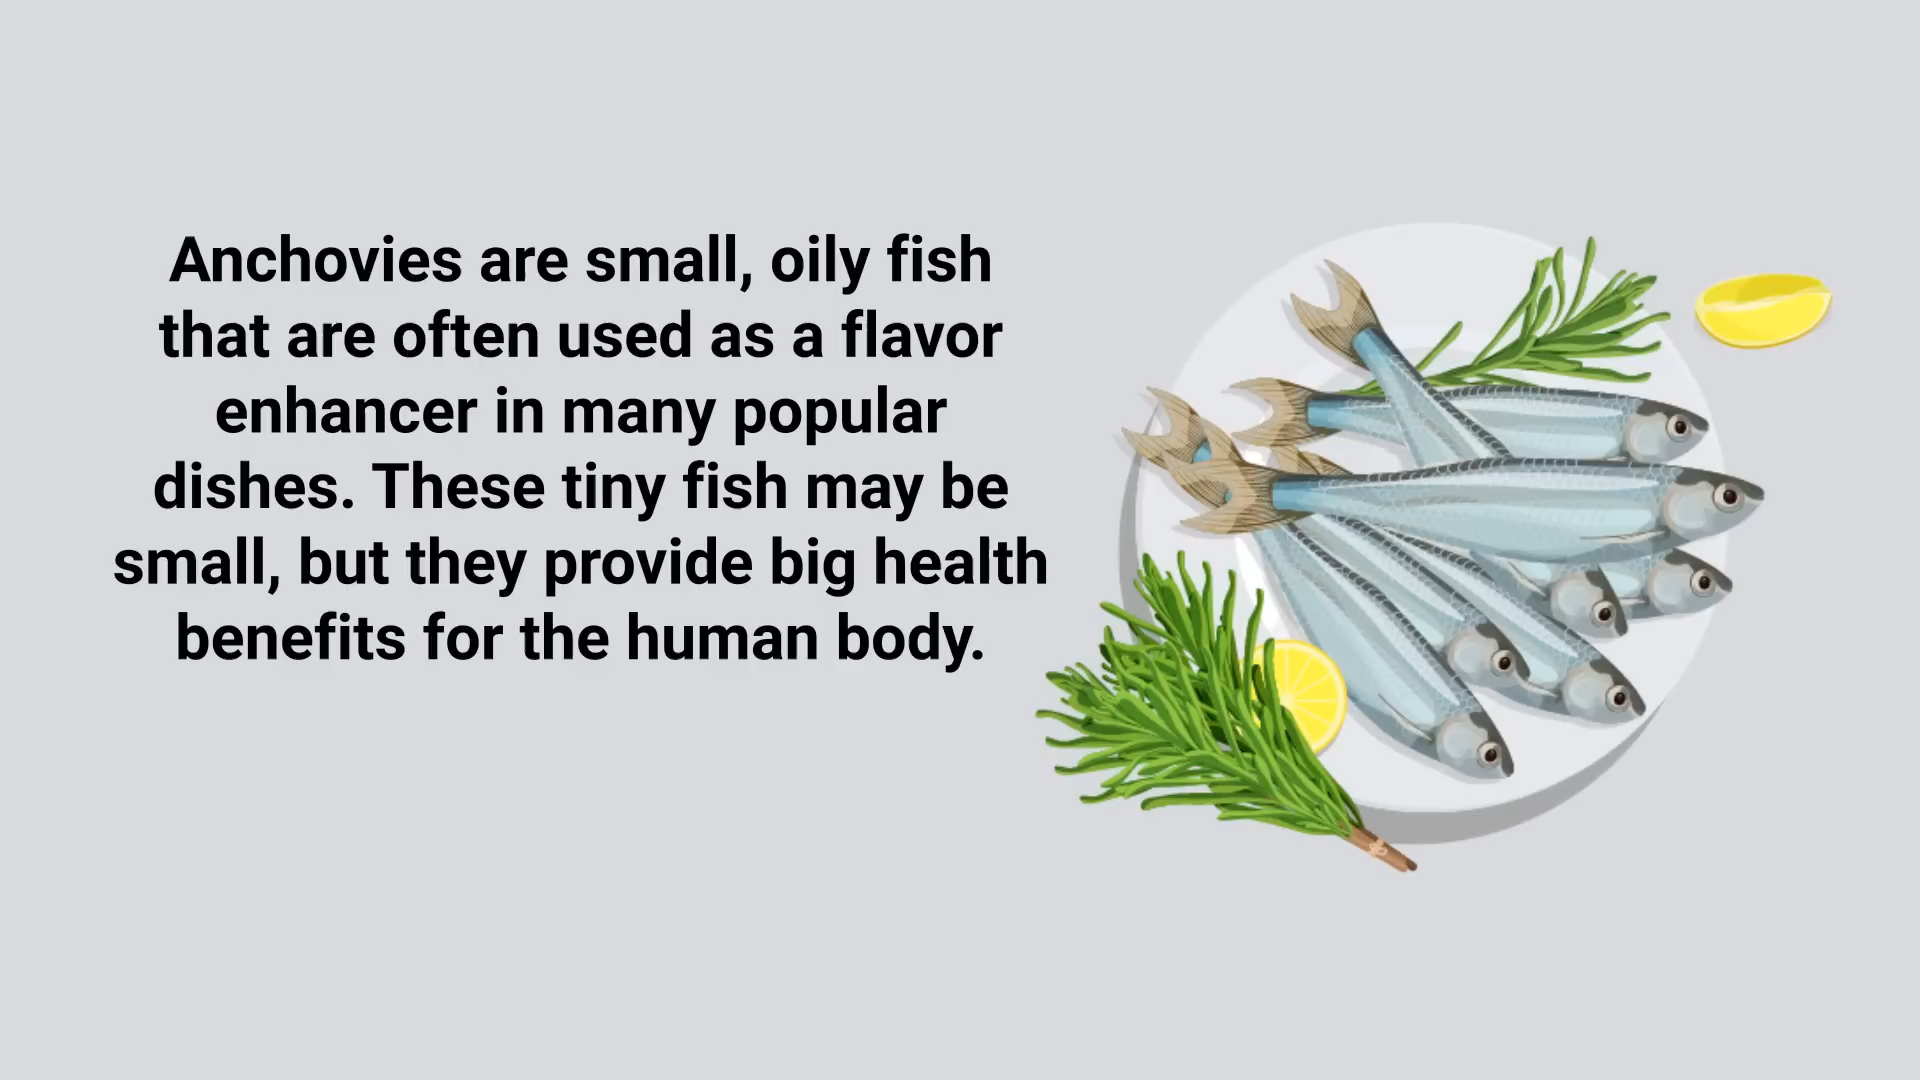 Anchovies are small, oily fish
that are often used as a flavor
enhancer in many popular
dishes. These tiny fish may be
small, but they provide big health
benefits for the human body.